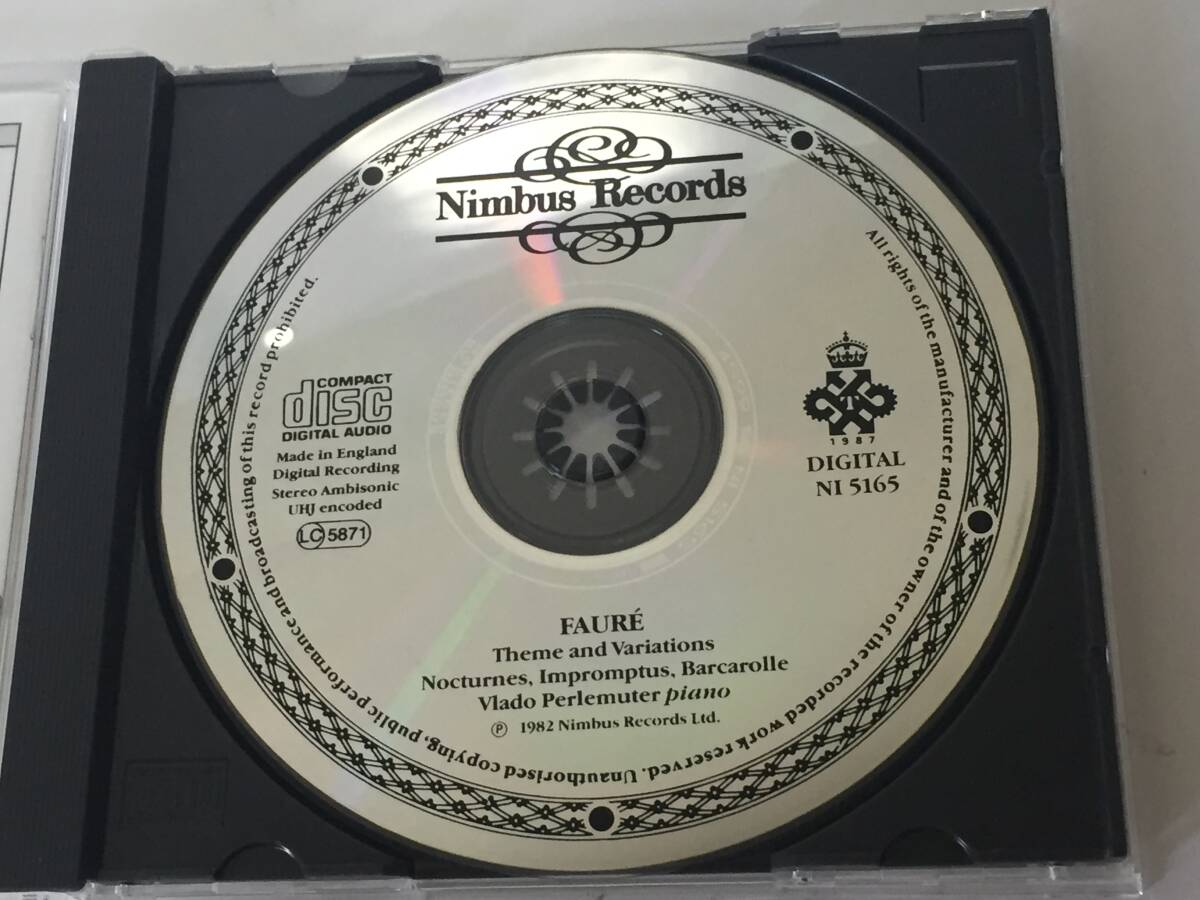 Nimbus Records
All rights of the manufacturer and of the owner of the recorded work reserved. Unauthorised copying, public performance and broadcasting of this record prohibited.
COMPACT
disc
DIGITAL AUDIO
Made in England
Digital Recording
Stereo Ambisonic
UHJ encoded
LC 5871
1987
DIGITAL
NI 5165
FAURÉ
Theme and Variations
Nocturnes, Impromptus, Barcarolle
Vlado Perlemuter piano
℗ 1982 Nimbus Records Ltd.